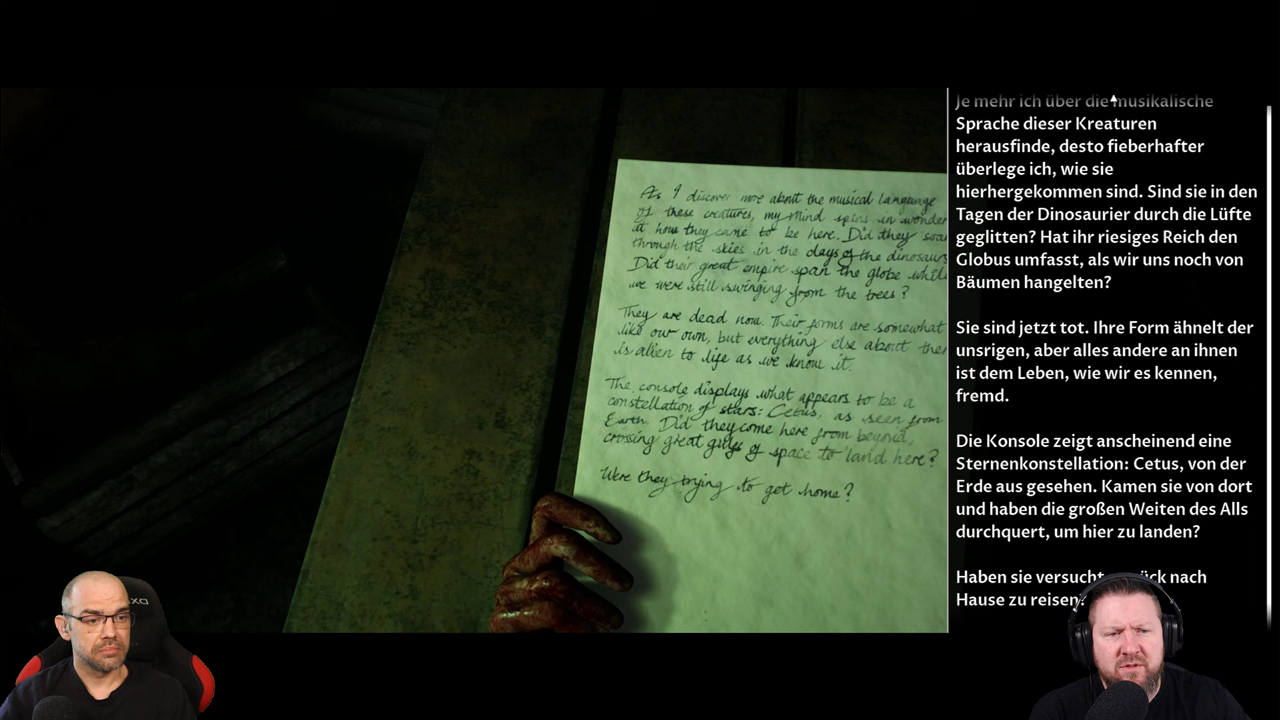 As I discover more about the musical language
of these creatures, my mind spins in wonder
at how they came to be here. Did they soar
through the skies in the days of the dinosaurs
Did their great empire span the globe while
we were still swinging from the trees?
They are dead now. Their forms are somewhat
like our own, but everything else about them
is alien to life as we know it.
The console displays what appears to be a
constellation of stars: Cetus, as seen from
Earth. Did they come here from beyond,
crossing great gulfs of space to land here?
Were they trying to get home?
Je mehr ich über die musikalische
Sprache dieser Kreaturen
herausfinde, desto fieberhafter
überlege ich, wie sie
hierhergekommen sind. Sind sie in den
Tagen der Dinosaurier durch die Lüfte
geglitten? Hat ihr riesiges Reich den
Globus umfasst, als wir uns noch von
Bäumen hangelten?
Sie sind jetzt tot. Ihre Form ähnelt der
unsrigen, aber alles andere an ihnen
ist dem Leben, wie wir es kennen,
fremd.
Die Konsole zeigt anscheinend eine
Sternenkonstellation: Cetus, von der
Erde aus gesehen. Kamen sie von dort
und haben die großen Weiten des Alls
durchquert, um hier zu landen?
Haben sie versucht, nach
Hause zu reisen?